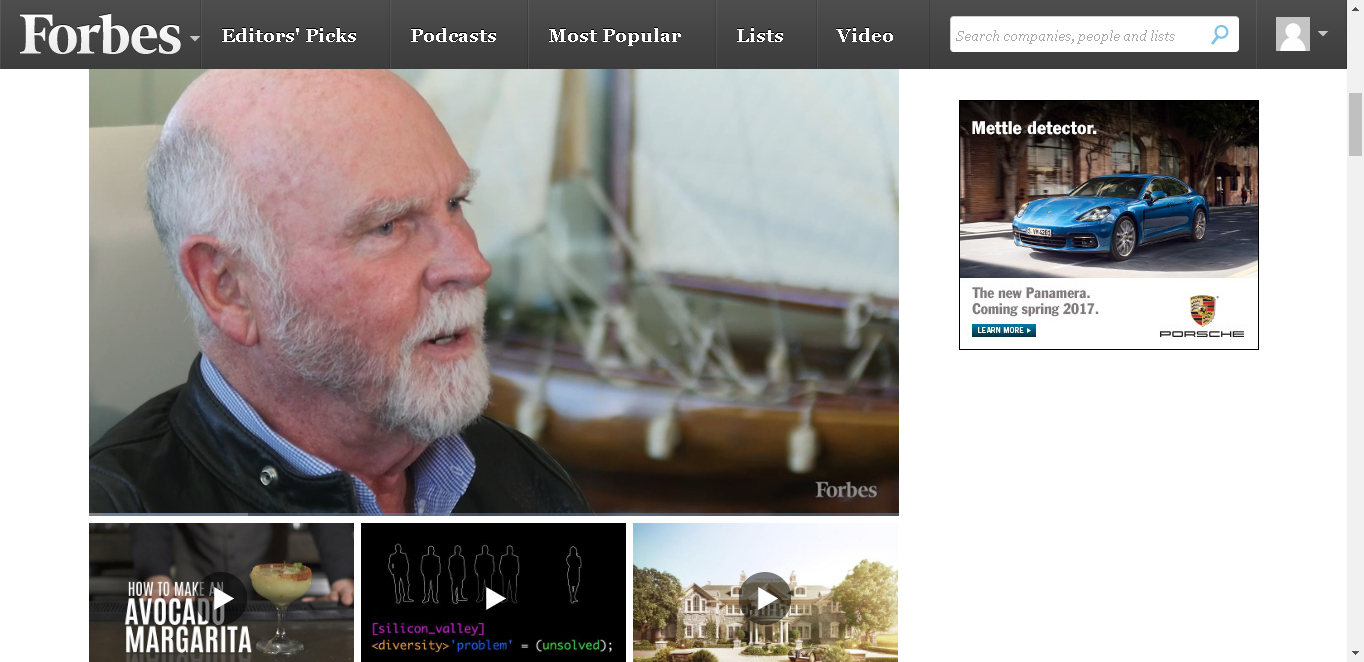 Forbes
Editors' Picks
Podcasts
Most Popular
Lists
Video
Search companies, people and lists
Mettle detector.
The new Panamera.
Coming spring 2017.
LEARN MORE
PORSCHE
Forbes
HOW TO MAKE AN
AVOCADO
MARGARITA
[silicon_valley]
<diversity>'problem' = (unsolved);